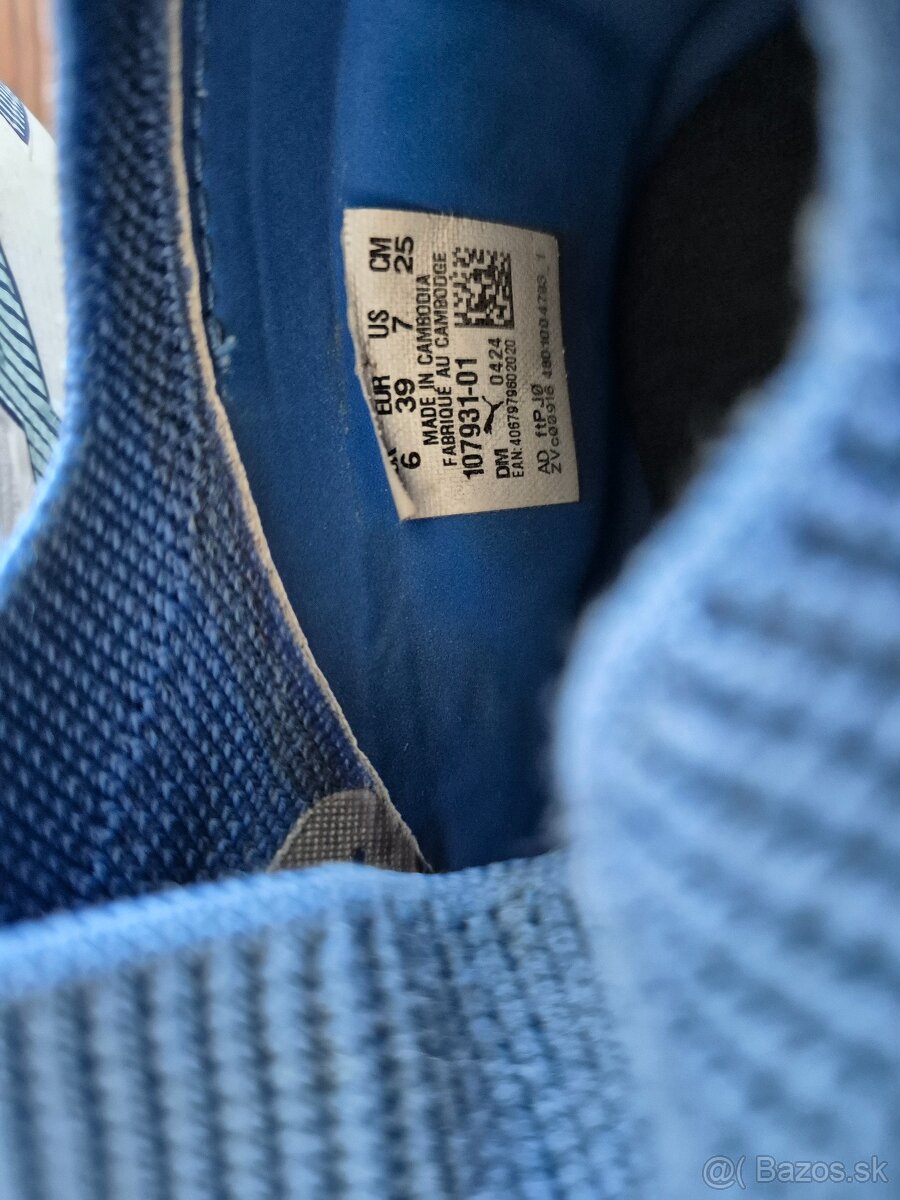 UK EUR US CM
6 39 7 25
MADE IN CAMBODIA
FABRIQUÉ AU CAMBODGE
107931-01
DM 0424
EAN:4067979602020
AD ftPJ0
@( Bazos.sk